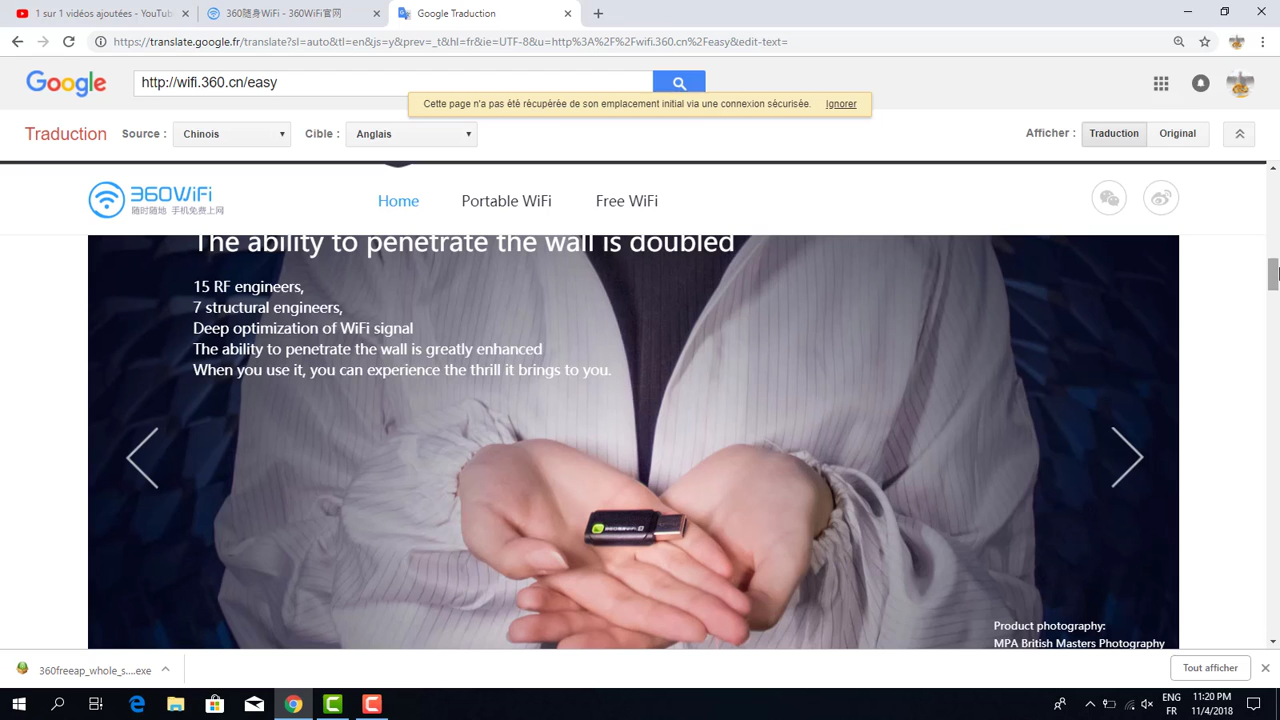 1 sur 1 vidéos ajoutées - YouTub
360随身WiFi - 360WiFi官网
Google Traduction
https://translate.google.fr/translate?sl=auto&tl=en&js=y&prev=_t&hl=fr&ie=UTF-8&u=http%3A%2F%2Fwifi.360.cn%2Feasy&edit-text=
Google
http://wifi.360.cn/easy
Cette page n'a pas été récupérée de son emplacement initial via une connexion sécurisée. Ignorer
Traduction
Source : Chinois
Cible : Anglais
Afficher : Traduction Original
360WiFi
随时随地 手机免费上网
Home
Portable WiFi
Free WiFi
The ability to penetrate the wall is doubled
15 RF engineers,
7 structural engineers,
Deep optimization of WiFi signal
The ability to penetrate the wall is greatly enhanced
When you use it, you can experience the thrill it brings to you.
Product photography:
MPA British Masters Photography
360freeap_whole_s....exe
Tout afficher
ENG 11:20 PM
FR 11/4/2018